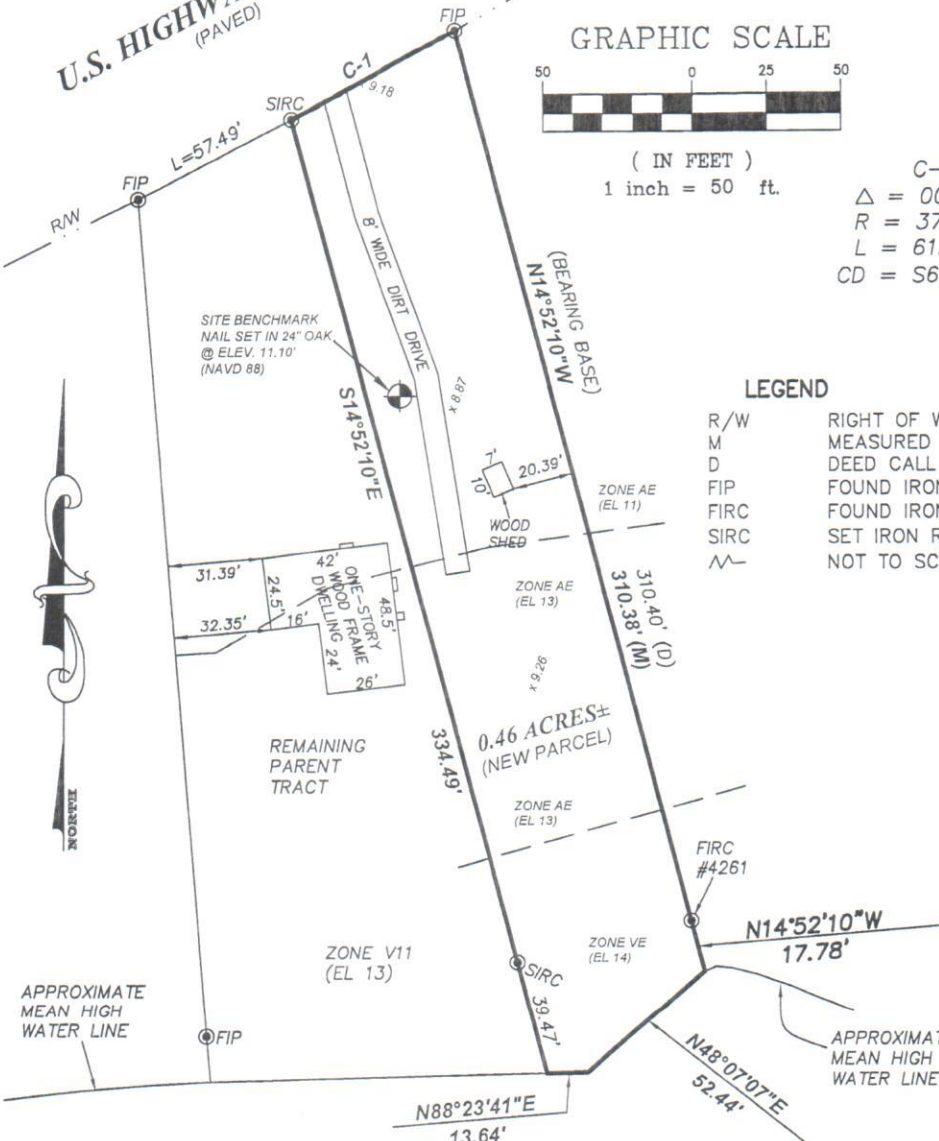 U.S. HIGHWA
(PAVED)
FIP
C-1
x 9.18
SIRC
L=57.49'
FIP
R/W
GRAPHIC SCALE
50 0 25 50
( IN FEET )
1 inch = 50 ft.
C-
Δ = 00
R = 37
L = 61.
CD = S6
8' WIDE DIRT DRIVE
(BEARING BASE)
N14°52'10"W
SITE BENCHMARK
NAIL SET IN 24" OAK
@ ELEV. 11.10'
(NAVD 88)
S14°52'10"E
x 8.87
LEGEND
R/W RIGHT OF W
M MEASURED
D DEED CALL
FIP FOUND IRON
FIRC FOUND IRON
SIRC SET IRON R
NOT TO SC
7'
10'
20.39'
WOOD
SHED
ZONE AE
(EL 11)
ZONE AE
(EL 13)
310.40' (D)
310.38' (M)
31.39'
32.35'
42'
24.5'
16'
ONE-STORY
WOOD FRAME
DWELLING
48.5'
24'
26'
x 9.26
0.46 ACRES±
(NEW PARCEL)
334.49'
REMAINING
PARENT
TRACT
NORTH
ZONE AE
(EL 13)
FIRC
#4261
N14°52'10"W
17.78'
ZONE V11
(EL 13)
ZONE VE
(EL 14)
SIRC
39.47'
APPROXIMATE
MEAN HIGH
WATER LINE
FIP
N48°07'07"E
52.44'
APPROXIMAT
MEAN HIGH
WATER LINE
N88°23'41"E
13.64'